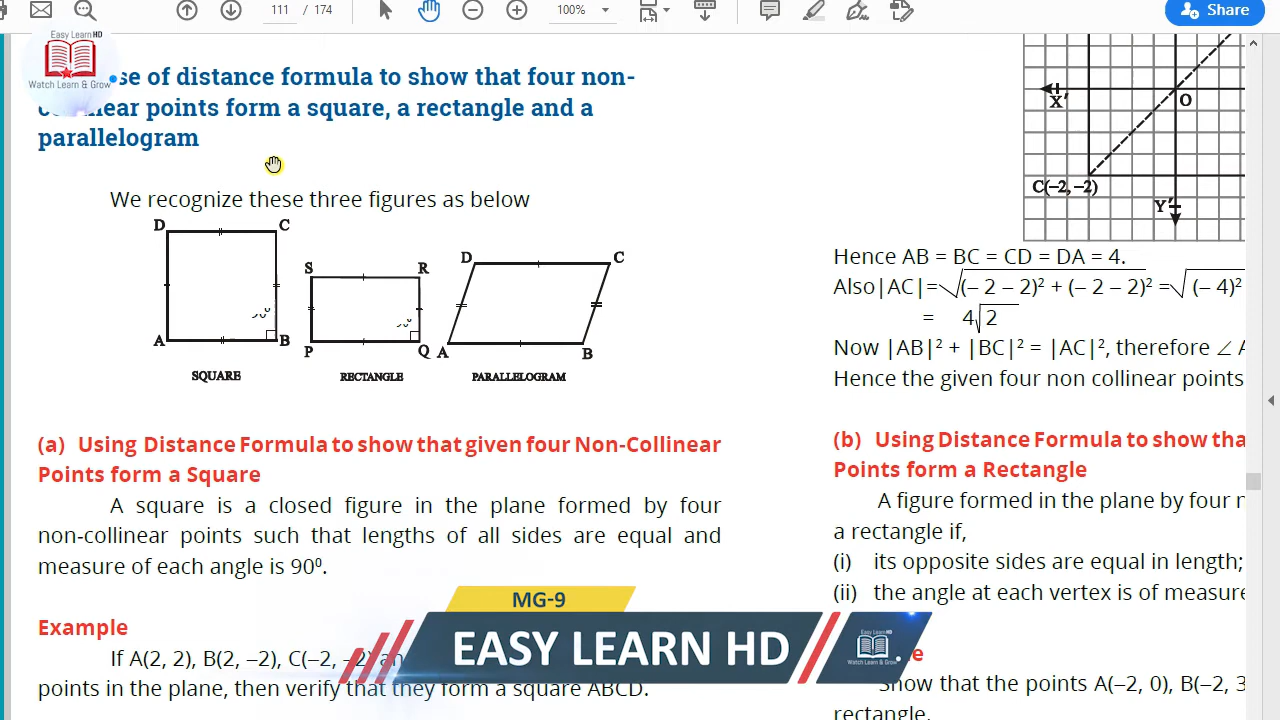 111 / 174
100%
Share
Easy Learn HD
Watch Learn & Grow
se of distance formula to show that four non-
near points form a square, a rectangle and a
parallelogram
We recognize these three figures as below
D C
A B
SQUARE
S R
P Q
RECTANGLE
D C
A B
PARALLELOGRAM
(a) Using Distance Formula to show that given four Non-Collinear
Points form a Square
A square is a closed figure in the plane formed by four
non-collinear points such that lengths of all sides are equal and
measure of each angle is 90⁰.
Example
If A(2, 2), B(2, –2), C(–2, –2) an
points in the plane, then verify that they form a square ABCD.
X′ O
C(–2, –2)
Y′
Hence AB = BC = CD = DA = 4.
Also|AC|=√(– 2 – 2)² + (– 2 – 2)² =√(– 4)²
= 4√2
Now |AB|² + |BC|² = |AC|², therefore ∠ A
Hence the given four non collinear points
(b) Using Distance Formula to show tha
Points form a Rectangle
A figure formed in the plane by four n
a rectangle if,
(i) its opposite sides are equal in length;
(ii) the angle at each vertex is of measure
Show that the points A(–2, 0), B(–2, 3
rectangle.
MG-9
EASY LEARN HD
Easy Learn HD
Watch Learn & Grow